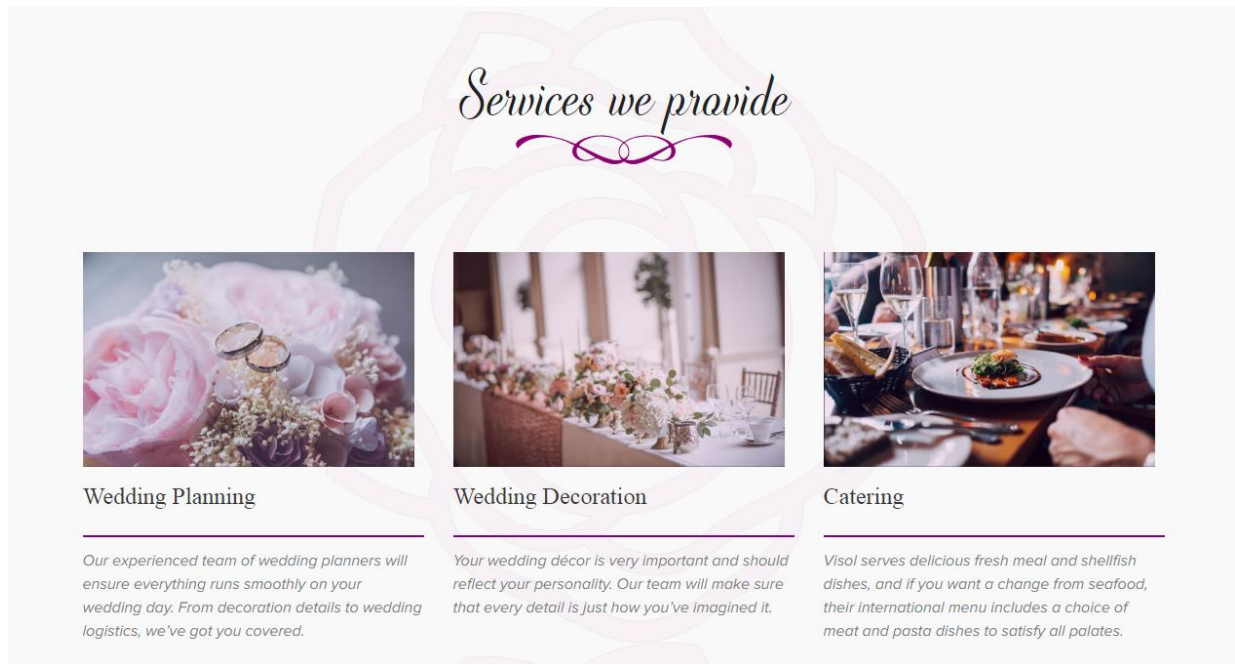 Services we provide
Wedding Planning
Our experienced team of wedding planners will
ensure everything runs smoothly on your
wedding day. From decoration details to wedding
logistics, we've got you covered.
Wedding Decoration
Your wedding décor is very important and should
reflect your personality. Our team will make sure
that every detail is just how you've imagined it.
Catering
Visol serves delicious fresh meal and shellfish
dishes, and if you want a change from seafood,
their international menu includes a choice of
meat and pasta dishes to satisfy all palates.